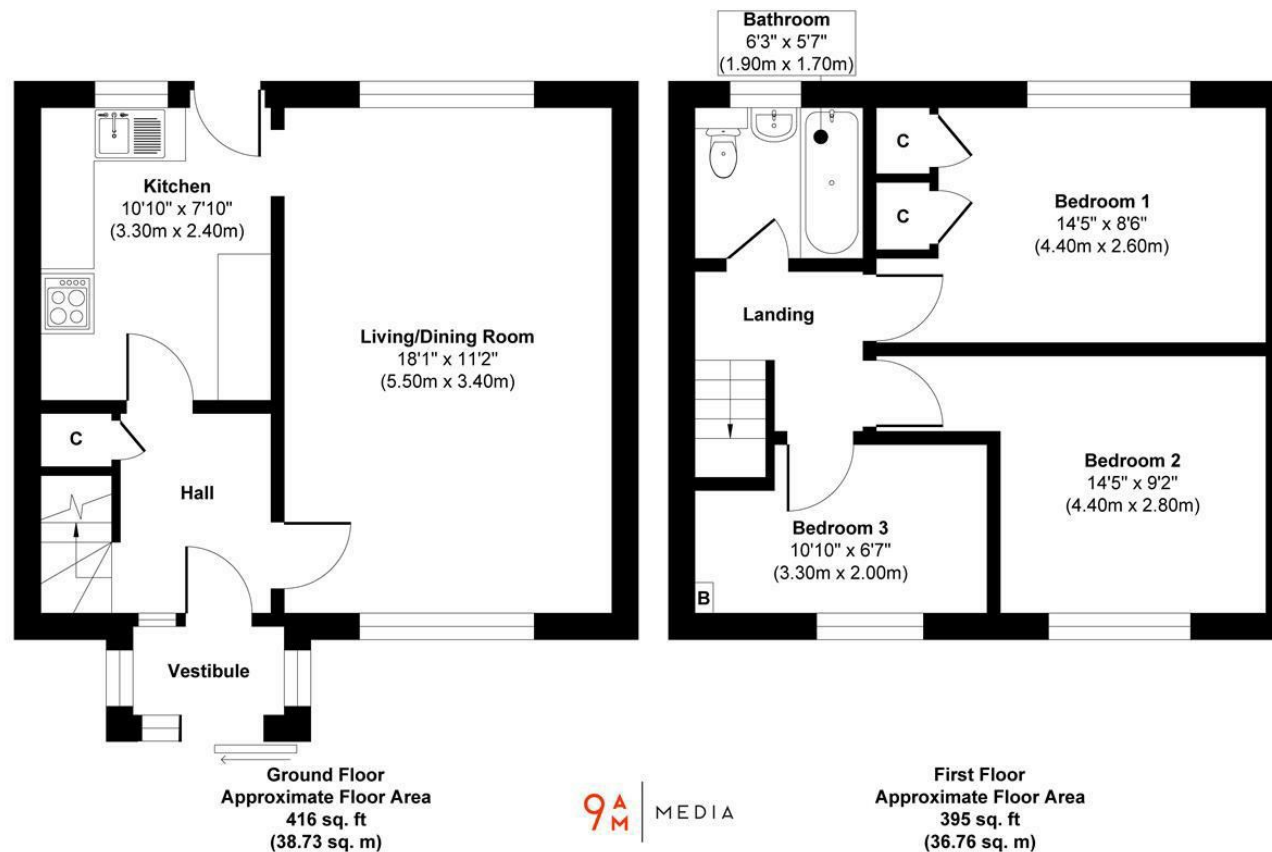 Bathroom
6'3" x 5'7"
(1.90m x 1.70m)
Kitchen
10'10" x 7'10"
(3.30m x 2.40m)
Living/Dining Room
18'1" x 11'2"
(5.50m x 3.40m)
C
Hall
Vestibule
C
C
Bedroom 1
14'5" x 8'6"
(4.40m x 2.60m)
Landing
Bedroom 2
14'5" x 9'2"
(4.40m x 2.80m)
Bedroom 3
10'10" x 6'7"
(3.30m x 2.00m)
B
Ground Floor
Approximate Floor Area
416 sq. ft
(38.73 sq. m)
9AM MEDIA
First Floor
Approximate Floor Area
395 sq. ft
(36.76 sq. m)